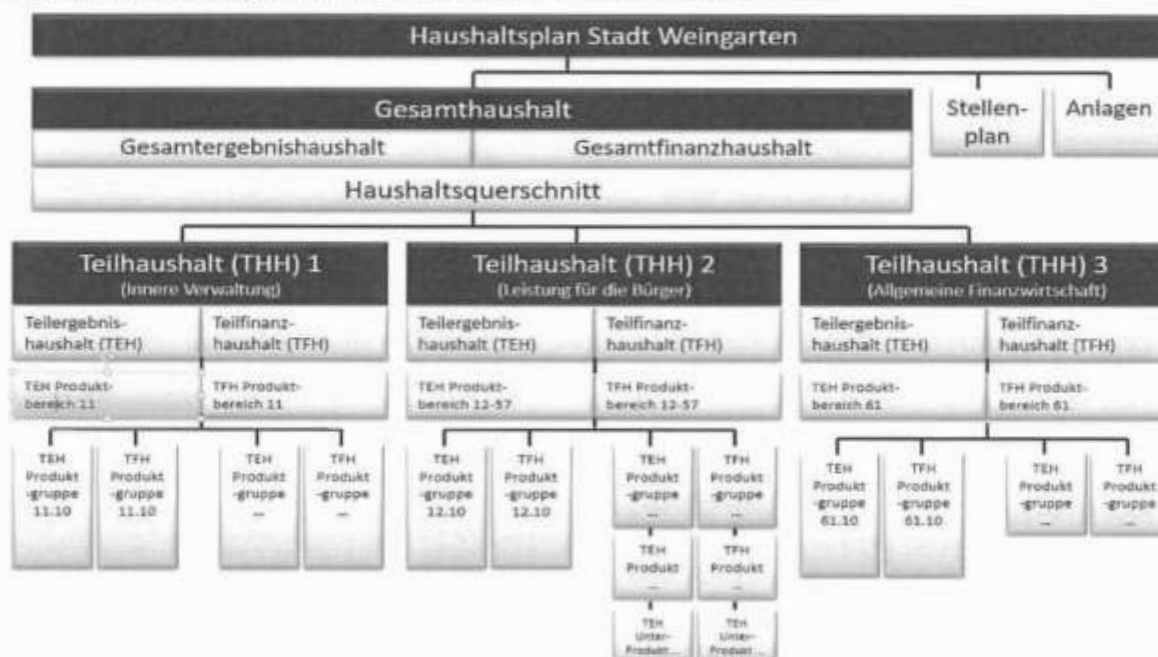 Haushaltsplan Stadt Weingarten
Gesamthaushalt
Gesamtergebnishaushalt
Gesamtfinanzhaushalt
Haushaltsquerschnitt
Stellen-
plan
Anlagen
Teilhaushalt (THH) 1
(Innere Verwaltung)
Teilergebnis-
haushalt (TEH)
Teilfinanz-
haushalt (TFH)
TEH Produkt-
bereich 11
TFH Produkt-
bereich 11
TEH
Produkt
-gruppe
11.10
TFH
Produkt
-gruppe
11.10
TEH
Produkt
-gruppe
...
TFH
Produkt
-gruppe
...
Teilhaushalt (THH) 2
(Leistung für die Bürger)
Teilergebnis-
haushalt (TEH)
Teilfinanz-
haushalt (TFH)
TEH Produkt-
bereich 12-57
TFH Produkt-
bereich 12-57
TEH
Produkt
-gruppe
12.10
TFH
Produkt
-gruppe
12.10
TEH
Produkt
-gruppe
...
TFH
Produkt
-gruppe
...
TEH
Produkt
...
TFH
Produkt
...
TEH
Unter-
Produkt ...
TEH
Unter-
Produkt ...
Teilhaushalt (THH) 3
(Allgemeine Finanzwirtschaft)
Teilergebnis-
haushalt (TEH)
Teilfinanz-
haushalt (TFH)
TEH Produkt-
bereich 61
TFH Produkt-
bereich 61
TEH
Produkt
-gruppe
61.10
TFH
Produkt
-gruppe
61.10
TEH
Produkt
-gruppe
...
TFH
Produkt
-gruppe
...